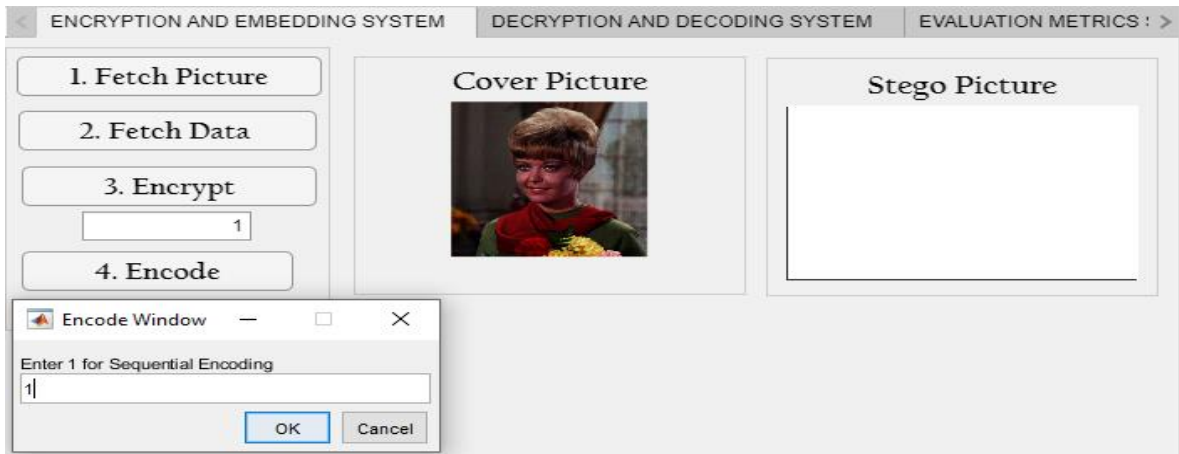 < ENCRYPTION AND EMBEDDING SYSTEM DECRYPTION AND DECODING SYSTEM EVALUATION METRICS >
1. Fetch Picture
2. Fetch Data
3. Encrypt
1
4. Encode
Cover Picture
Stego Picture
Encode Window
Enter 1 for Sequential Encoding
1
OK Cancel